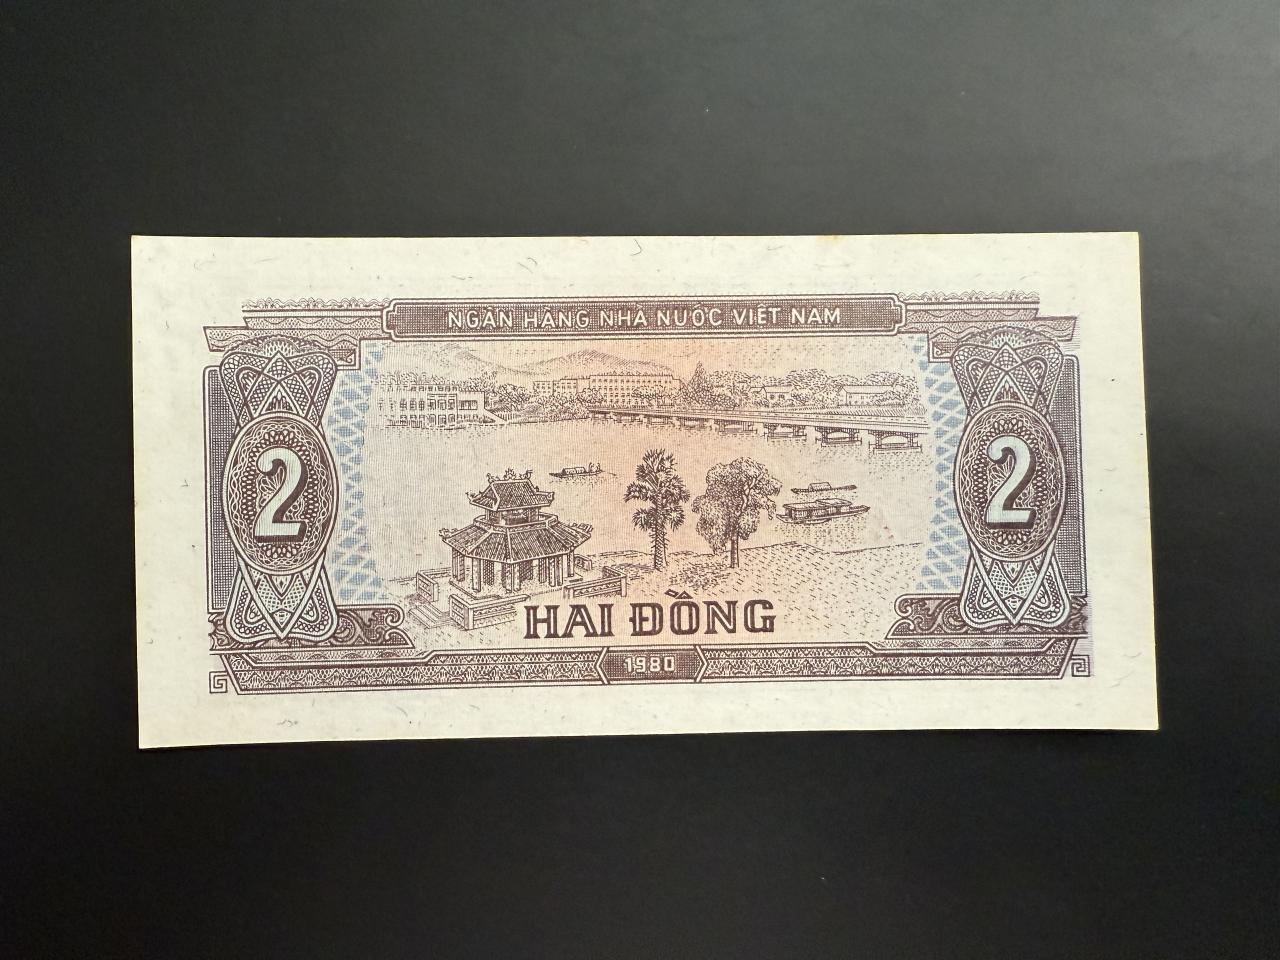 NGÂN HÀNG NHÀ NƯỚC VIỆT NAM
2
2
HAI ĐỒNG
1980